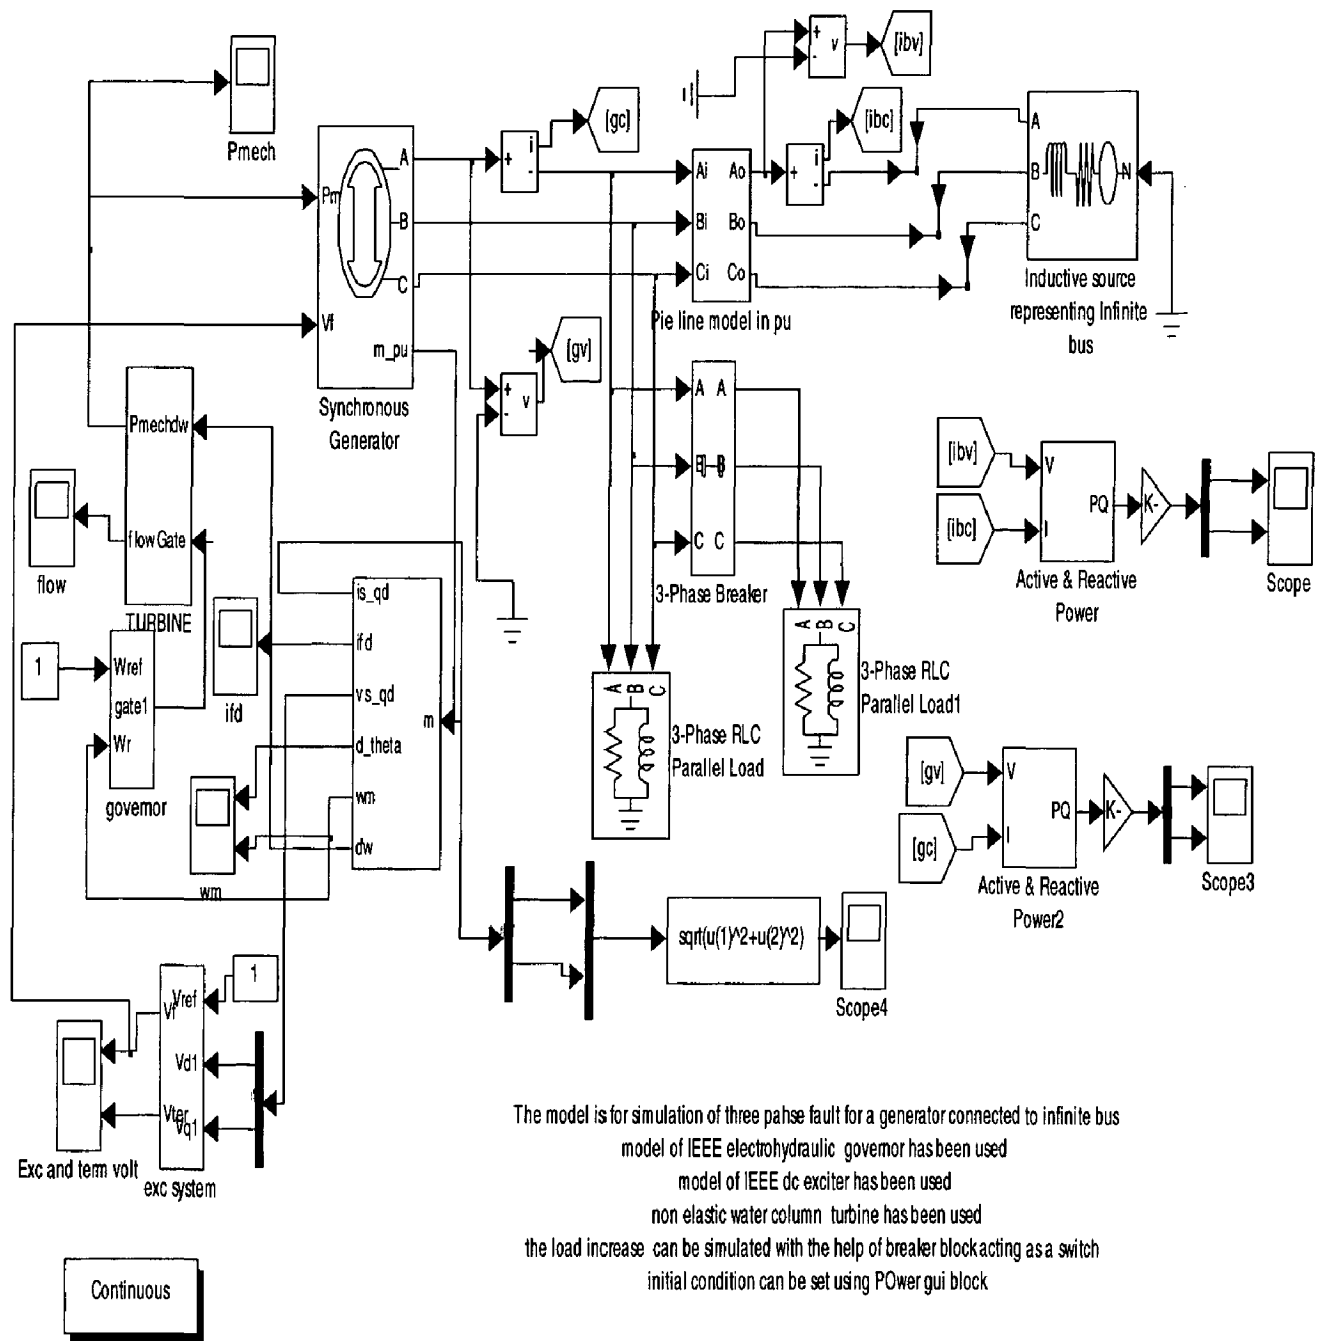 Pmech
Pm
Vf
A
B
C
m_pu
Synchronous
Generator
+
i
-
[gc]
+
-
v
[gv]
Ai
Bi
Ci
Ao
Bo
Co
Pie line model in pu
+
-
v
[ibv]
+
i
-
[ibc]
A
B
C
N
Inductive source
representing Infinite
bus
Pmechdw
flowGate
TURBINE
flow
1
Wref
gate1
Wr
governor
ifd
wm
is_qd
ifd
vs_qd
d_theta
wm
dw
m
A A
B B
C C
3-Phase Breaker
A B C
3-Phase RLC
Parallel Load
A B C
3-Phase RLC
Parallel Load1
[ibv]
[ibc]
V
I
PQ
K-
Active & Reactive
Power
Scope
[gv]
[gc]
V
I
PQ
K-
Active & Reactive
Power2
Scope3
sqrt(u(1)^2+u(2)^2)
Scope4
1
Vref
Vf
Vd1
Vter
Vq1
Exc and term volt
exc system
The model is for simulation of three pahse fault for a generator connected to infinite bus
model of IEEE electrohydraulic governor has been used
model of IEEE dc exciter has been used
non elastic water column turbine has been used
the load increase can be simulated with the help of breaker block acting as a switch
initial condition can be set using POwer gui block
Continuous